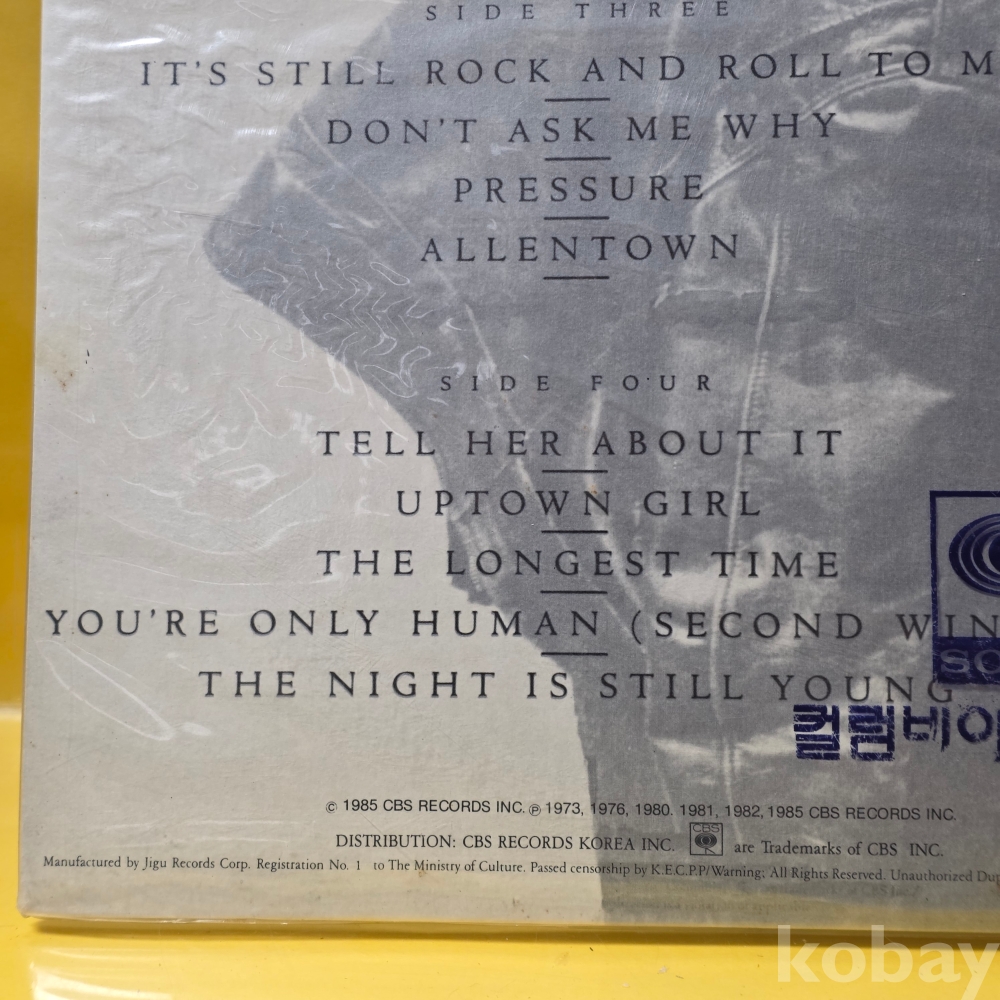 SIDE THREE
IT'S STILL ROCK AND ROLL TO M
DON'T ASK ME WHY
PRESSURE
ALLENTOWN
SIDE FOUR
TELL HER ABOUT IT
UPTOWN GIRL
THE LONGEST TIME
YOU'RE ONLY HUMAN (SECOND WIN
THE NIGHT IS STILL YOUNG
SO
컬럼비아
© 1985 CBS RECORDS INC. ℗ 1973, 1976, 1980. 1981, 1982, 1985 CBS RECORDS INC.
DISTRIBUTION: CBS RECORDS KOREA INC. CBS are Trademarks of CBS INC.
Manufactured by Jigu Records Corp. Registration No. 1 to The Ministry of Culture. Passed censorship by K.E.C.P.P/Warning; All Rights Reserved. Unauthorized Dup
kobay